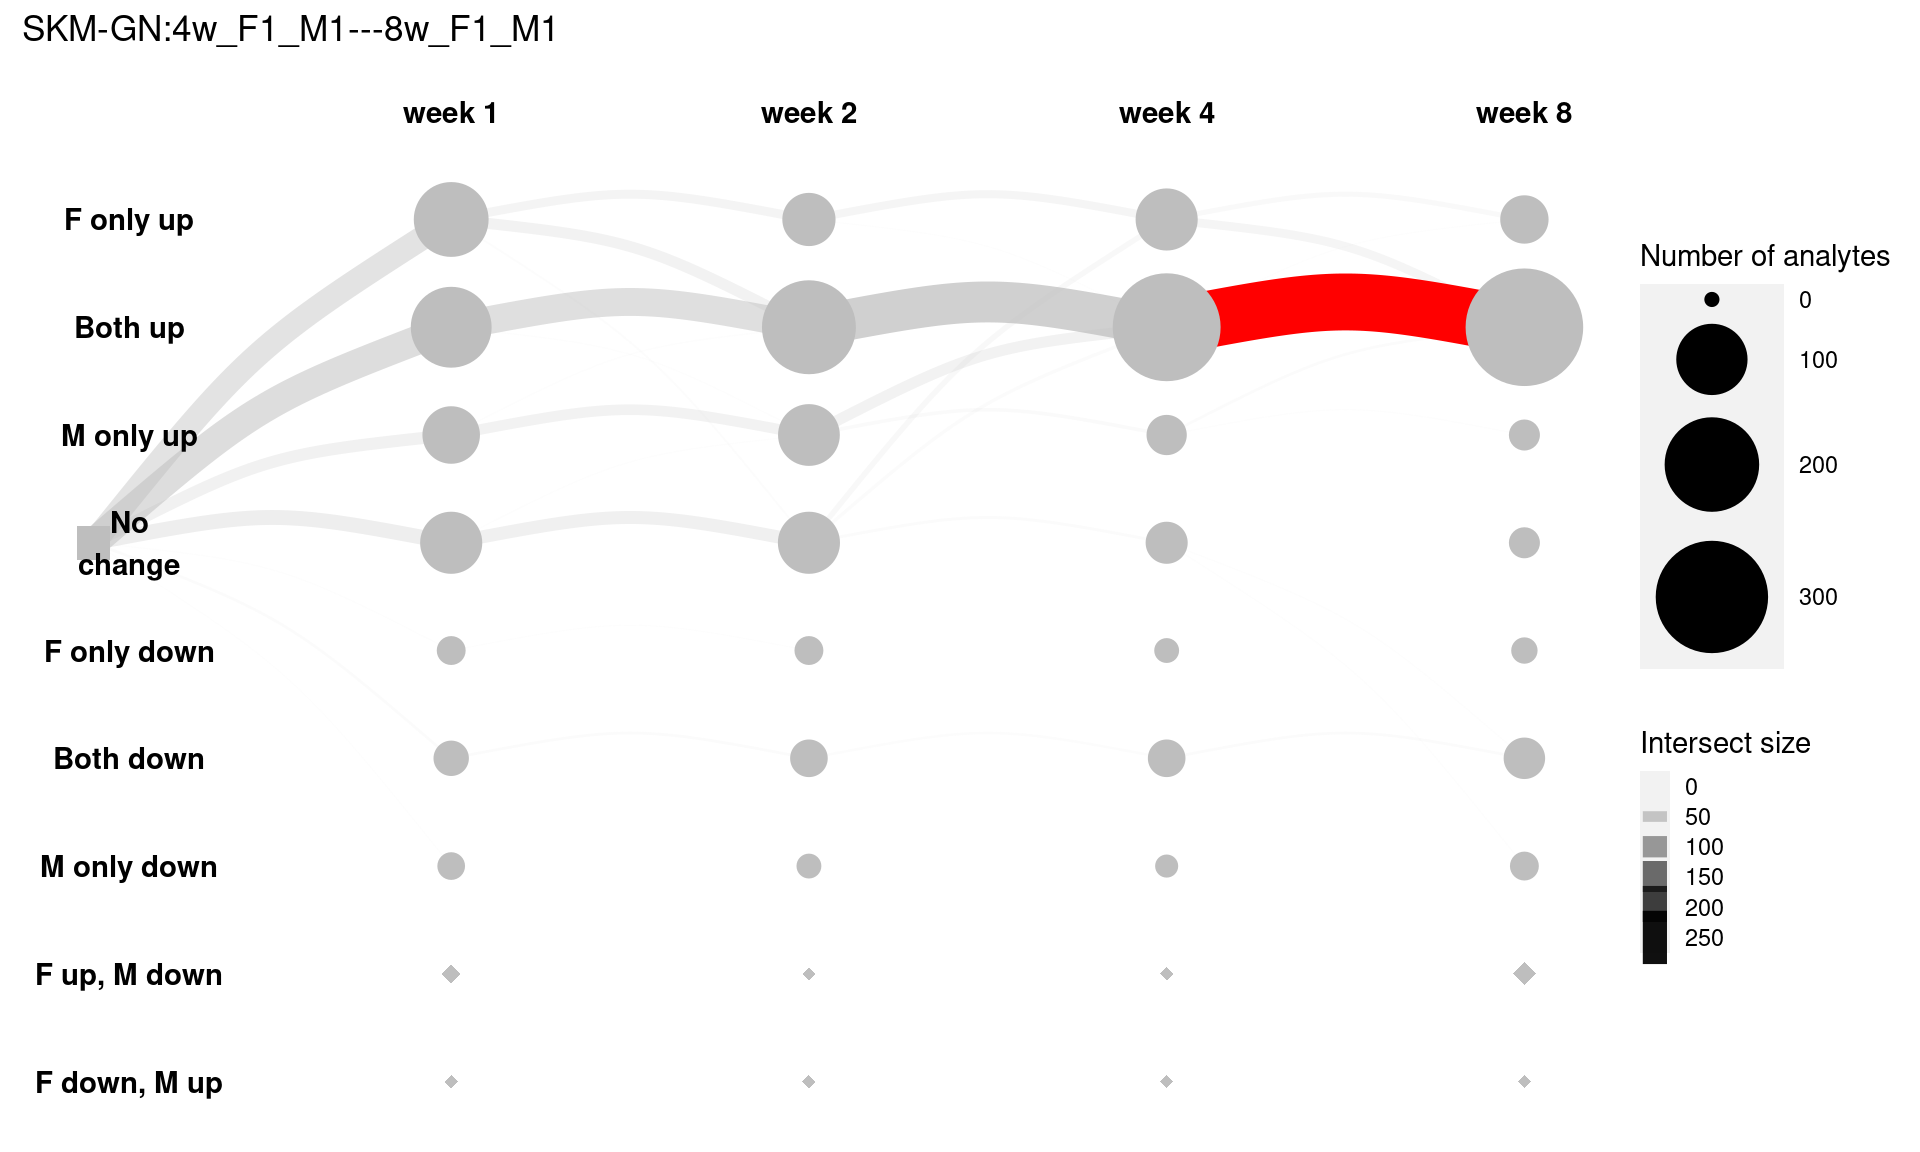 SKM-GN:4w_F1_M1---8w_F1_M1
week 1 week 2 week 4 week 8
F only up
Both up
M only up
No
change
F only down
Both down
M only down
F up, M down
F down, M up
Number of analytes
0
100
200
300
Intersect size
0
50
100
150
200
250